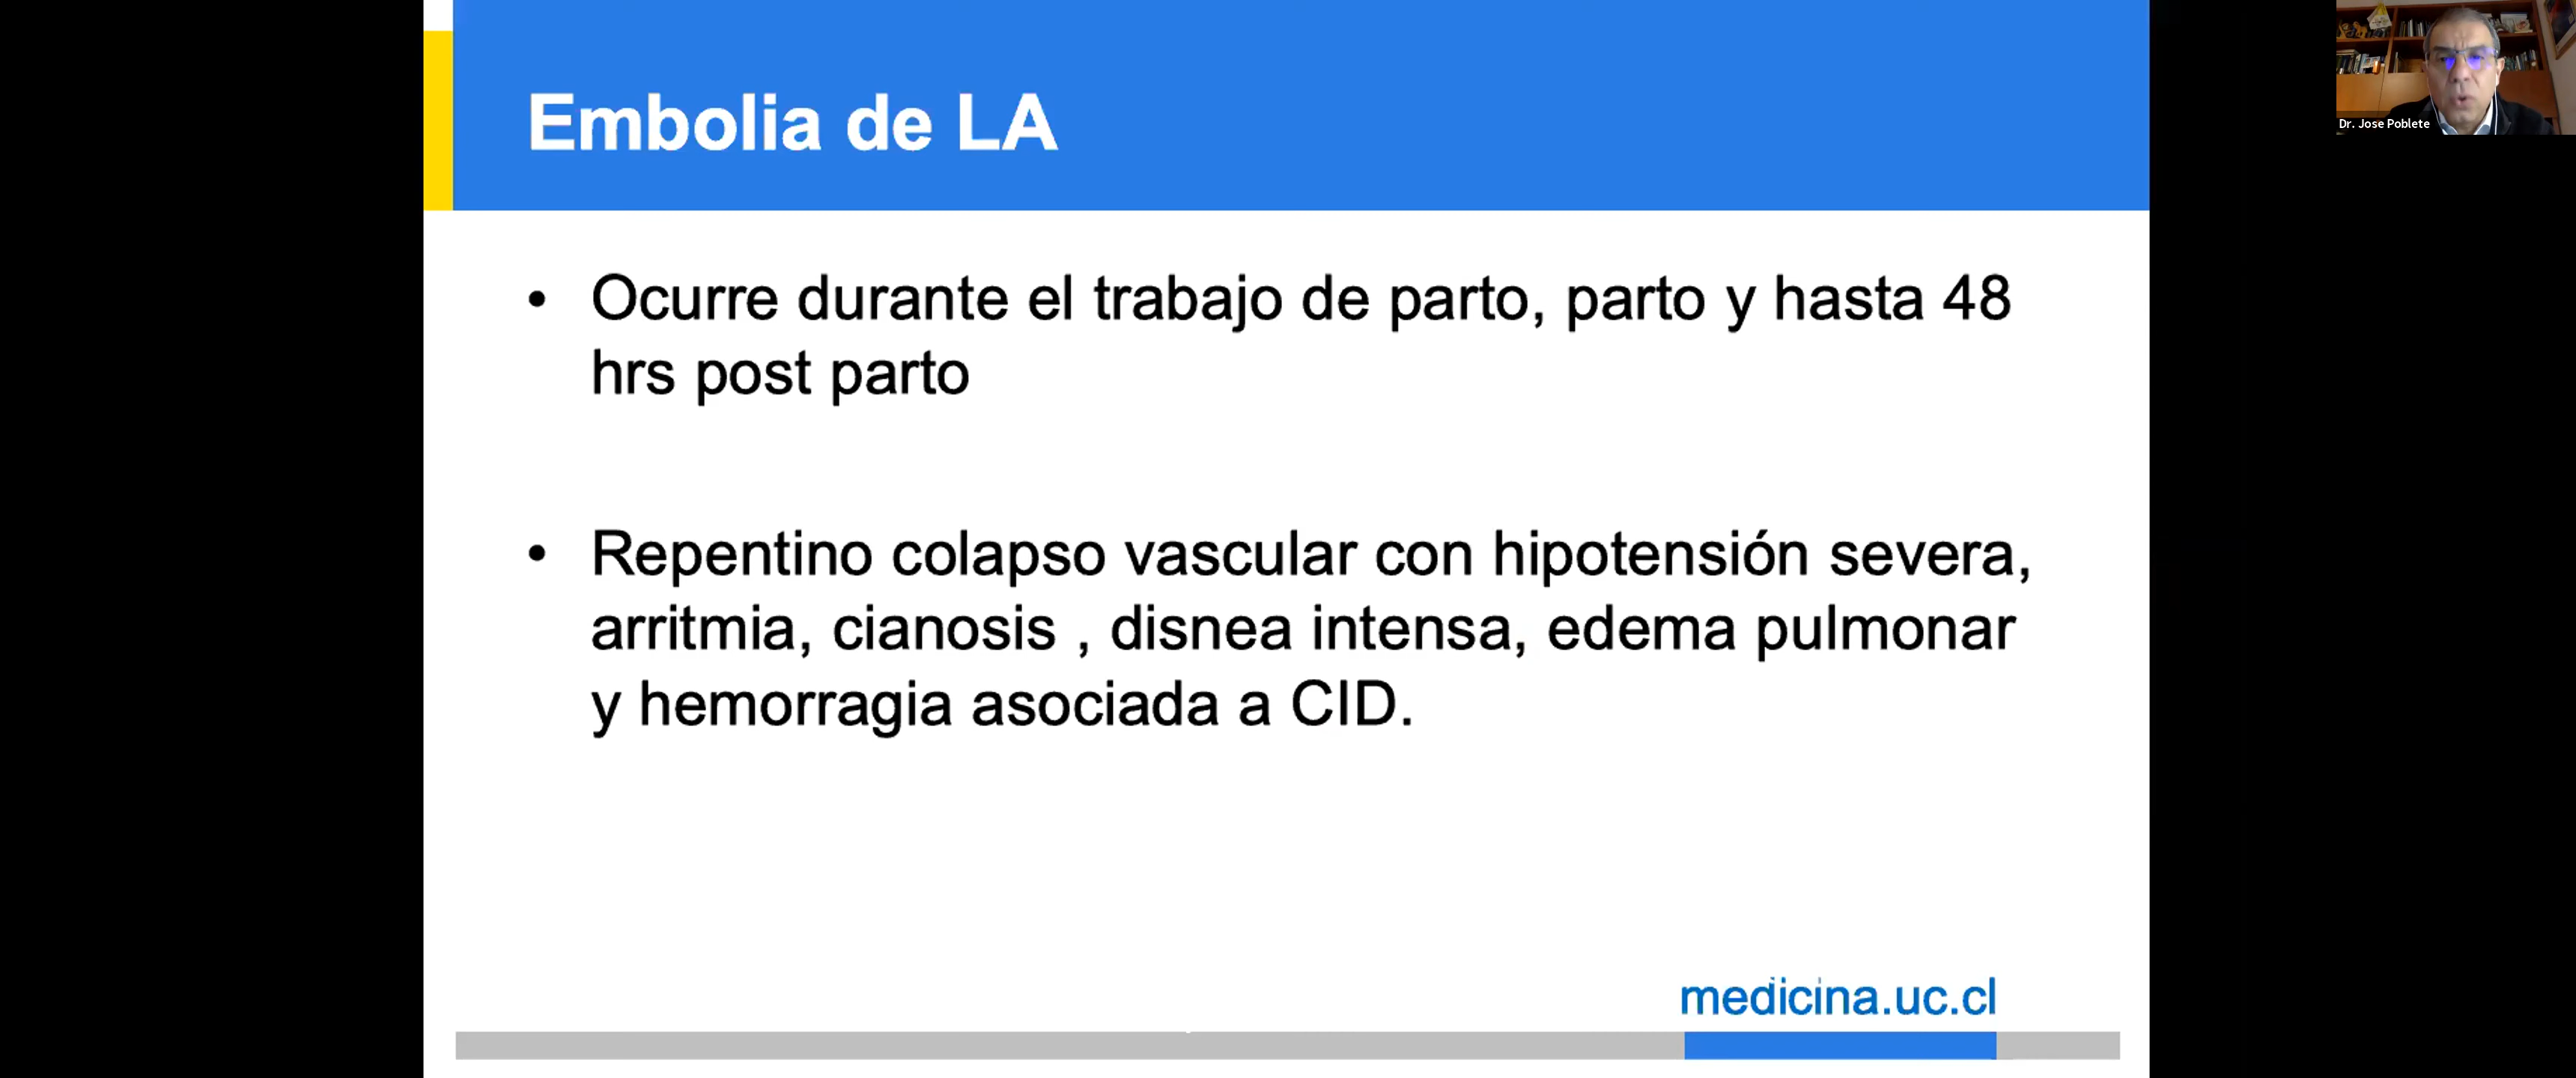 Embolia de LA
Dr. Jose Poblete
• Ocurre durante el trabajo de parto, parto y hasta 48
hrs post parto
• Repentino colapso vascular con hipotensión severa,
arritmia, cianosis , disnea intensa, edema pulmonar
y hemorragia asociada a CID.
medicina.uc.cl